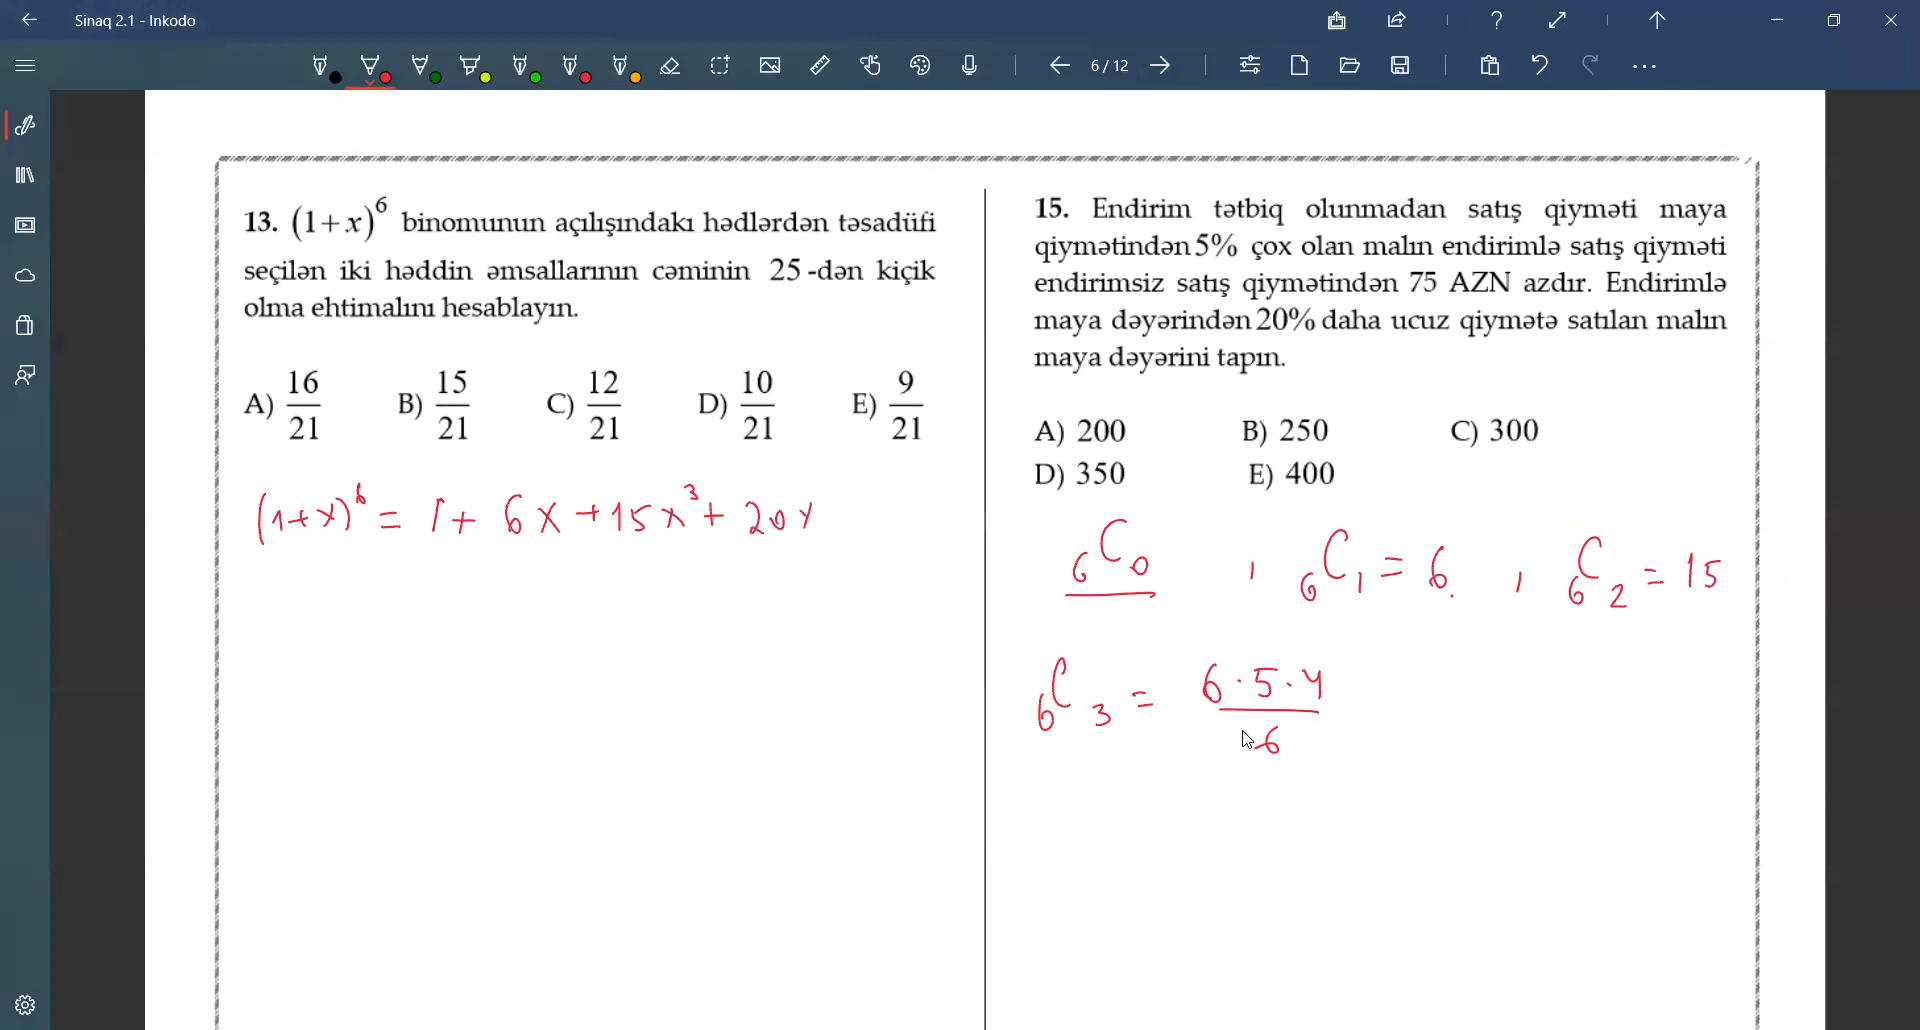 Sinaq 2.1 - Inkodo
6 / 12
13. (1+x)^6 binomunun açılışındakı hədlərdən təsadüfi
seçilən iki həddin əmsallarının cəminin 25 -dən kiçik
olma ehtimalını hesablayın.
A) 16/21 B) 15/21 C) 12/21 D) 10/21 E) 9/21
(1+x)^6 = 1 + 6x + 15x^3 + 20x
15. Endirim tətbiq olunmadan satış qiyməti maya
qiymətindən 5% çox olan malın endirimlə satış qiyməti
endirimsiz satış qiymətindən 75 AZN azdır. Endirimlə
maya dəyərindən 20% daha ucuz qiymətə satılan malın
maya dəyərini tapın.
A) 200 B) 250 C) 300
D) 350 E) 400
6C0 , 6C1 = 6. , 6C2 = 15
6C3 = 6·5·4/6